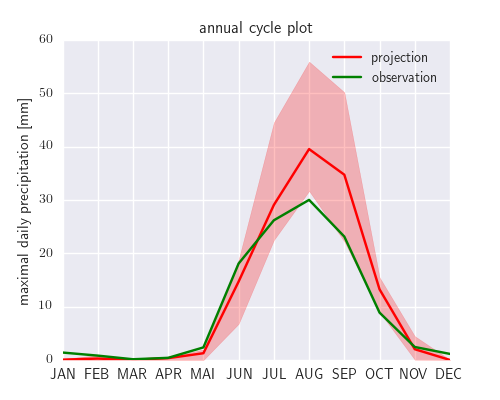 annual cycle plot
projection
observation
maximal daily precipitation [mm]
60
50
40
30
20
10
0
JAN FEB MAR APR MAI JUN JUL AUG SEP OCT NOV DEC